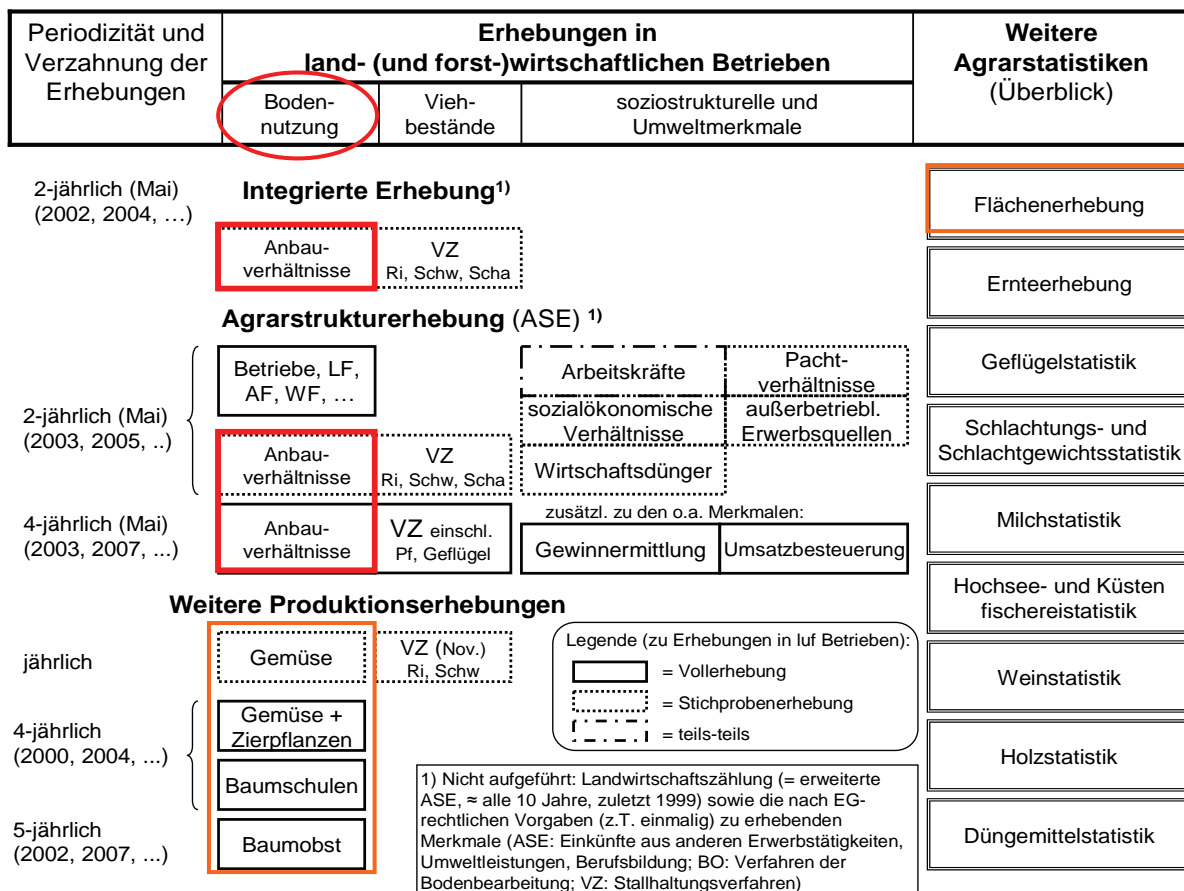 Periodizität und
Verzahnung der
Erhebungen
Erhebungen in
land- (und forst-)wirtschaftlichen Betrieben
Weitere
Agrarstatistiken
(Überblick)
Boden-
nutzung
Vieh-
bestände
soziostrukturelle und
Umweltmerkmale
2-jährlich (Mai)
(2002, 2004, …)
Integrierte Erhebung1)
Anbau-
verhältnisse
VZ
Ri, Schw, Scha
Agrarstrukturerhebung (ASE) 1)
2-jährlich (Mai)
(2003, 2005, ..)
Betriebe, LF,
AF, WF, …
Arbeitskräfte
Pacht-
verhältnisse
sozialökonomische
Verhältnisse
außerbetriebl.
Erwerbsquellen
Anbau-
verhältnisse
VZ
Ri, Schw, Scha
Wirtschaftsdünger
4-jährlich (Mai)
(2003, 2007, ...)
Anbau-
verhältnisse
VZ einschl.
Pf, Geflügel
zusätzl. zu den o.a. Merkmalen:
Gewinnermittlung
Umsatzbesteuerung
Weitere Produktionserhebungen
jährlich
Gemüse
VZ (Nov.)
Ri, Schw
4-jährlich
(2000, 2004, ...)
Gemüse +
Zierpflanzen
Baumschulen
5-jährlich
(2002, 2007, ...)
Baumobst
Legende (zu Erhebungen in luf Betrieben):
= Vollerhebung
= Stichprobenerhebung
= teils-teils
1) Nicht aufgeführt: Landwirtschaftszählung (= erweiterte
ASE, ≈ alle 10 Jahre, zuletzt 1999) sowie die nach EG-
rechtlichen Vorgaben (z.T. einmalig) zu erhebenden
Merkmale (ASE: Einkünfte aus anderen Erwerbstätigkeiten,
Umweltleistungen, Berufsbildung; BO: Verfahren der
Bodenbearbeitung; VZ: Stallhaltungsverfahren)
Flächenerhebung
Ernteerhebung
Geflügelstatistik
Schlachtungs- und
Schlachtgewichtsstatistik
Milchstatistik
Hochsee- und Küsten
fischereistatistik
Weinstatistik
Holzstatistik
Düngemittelstatistik